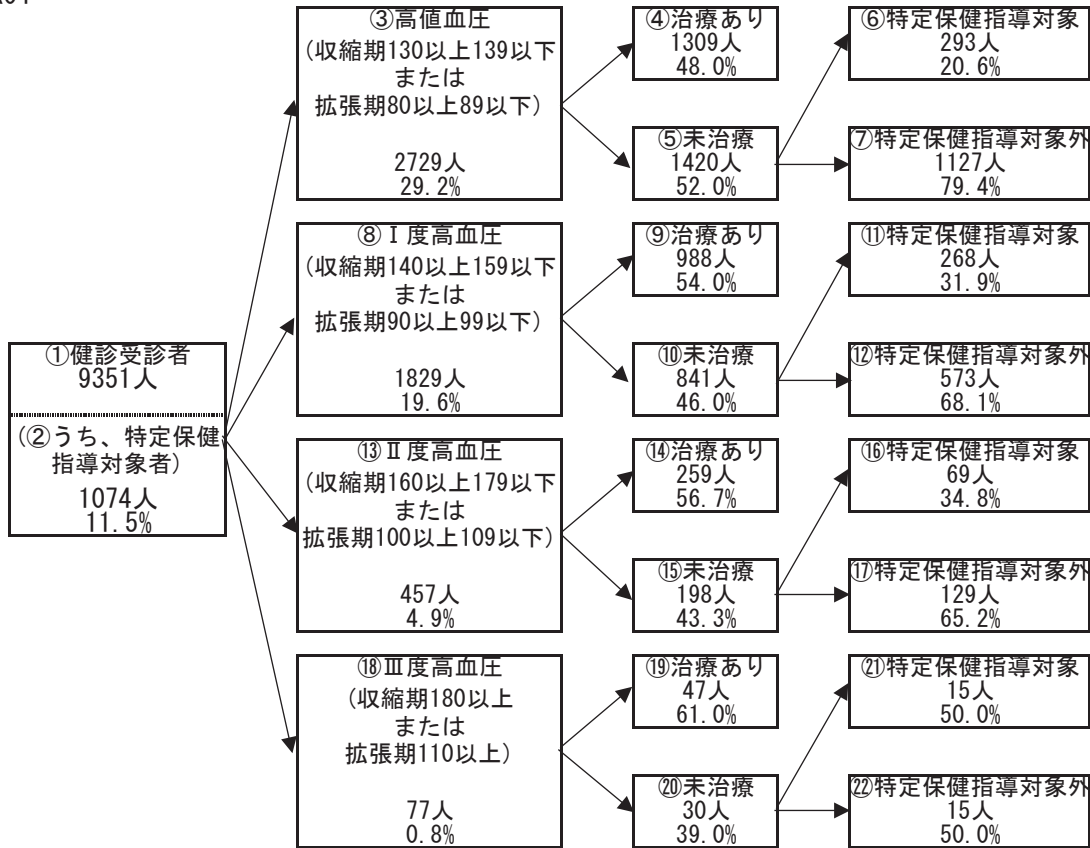 ①健診受診者
9351人
(②うち、特定保健
指導対象者)
1074人
11.5%
③高値血圧
(収縮期130以上139以下
または
拡張期80以上89以下)
2729人
29.2%
④治療あり
1309人
48.0%
⑤未治療
1420人
52.0%
⑥特定保健指導対象
293人
20.6%
⑦特定保健指導対象外
1127人
79.4%
⑧Ⅰ度高血圧
(収縮期140以上159以下
または
拡張期90以上99以下)
1829人
19.6%
⑨治療あり
988人
54.0%
⑩未治療
841人
46.0%
⑪特定保健指導対象
268人
31.9%
⑫特定保健指導対象外
573人
68.1%
⑬Ⅱ度高血圧
(収縮期160以上179以下
または
拡張期100以上109以下)
457人
4.9%
⑭治療あり
259人
56.7%
⑮未治療
198人
43.3%
⑯特定保健指導対象
69人
34.8%
⑰特定保健指導対象外
129人
65.2%
⑱Ⅲ度高血圧
(収縮期180以上
または
拡張期110以上)
77人
0.8%
⑲治療あり
47人
61.0%
⑳未治療
30人
39.0%
㉑特定保健指導対象
15人
50.0%
㉒特定保健指導対象外
15人
50.0%